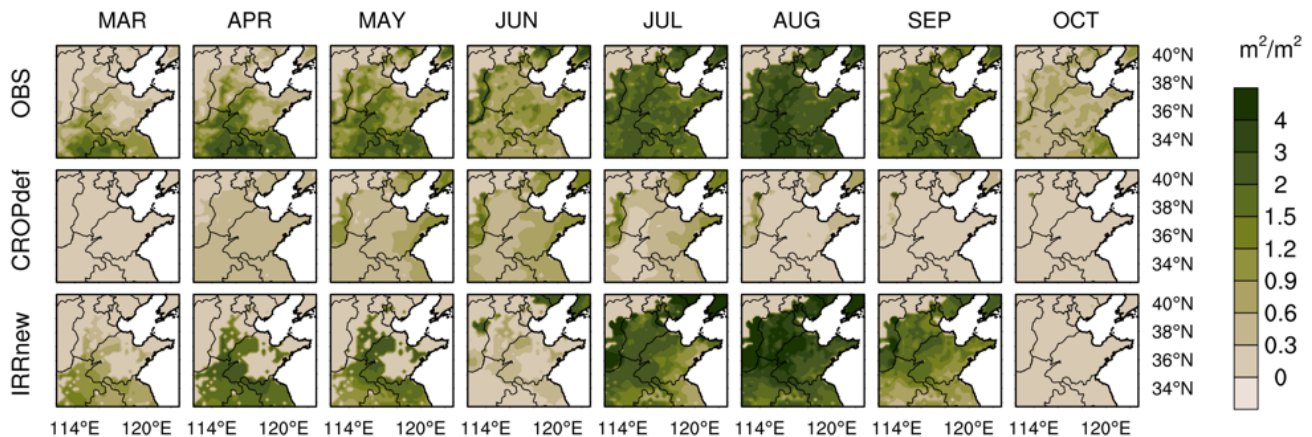 MAR APR MAY JUN JUL AUG SEP OCT
m²/m²
OBS
40°N
38°N
36°N
34°N
CROPdef
40°N
38°N
36°N
34°N
IRRnew
40°N
38°N
36°N
34°N
114°E 120°E 114°E 120°E 114°E 120°E 114°E 120°E 114°E 120°E 114°E 120°E 114°E 120°E 114°E 120°E
4
3
2
1.5
1.2
0.9
0.6
0.3
0